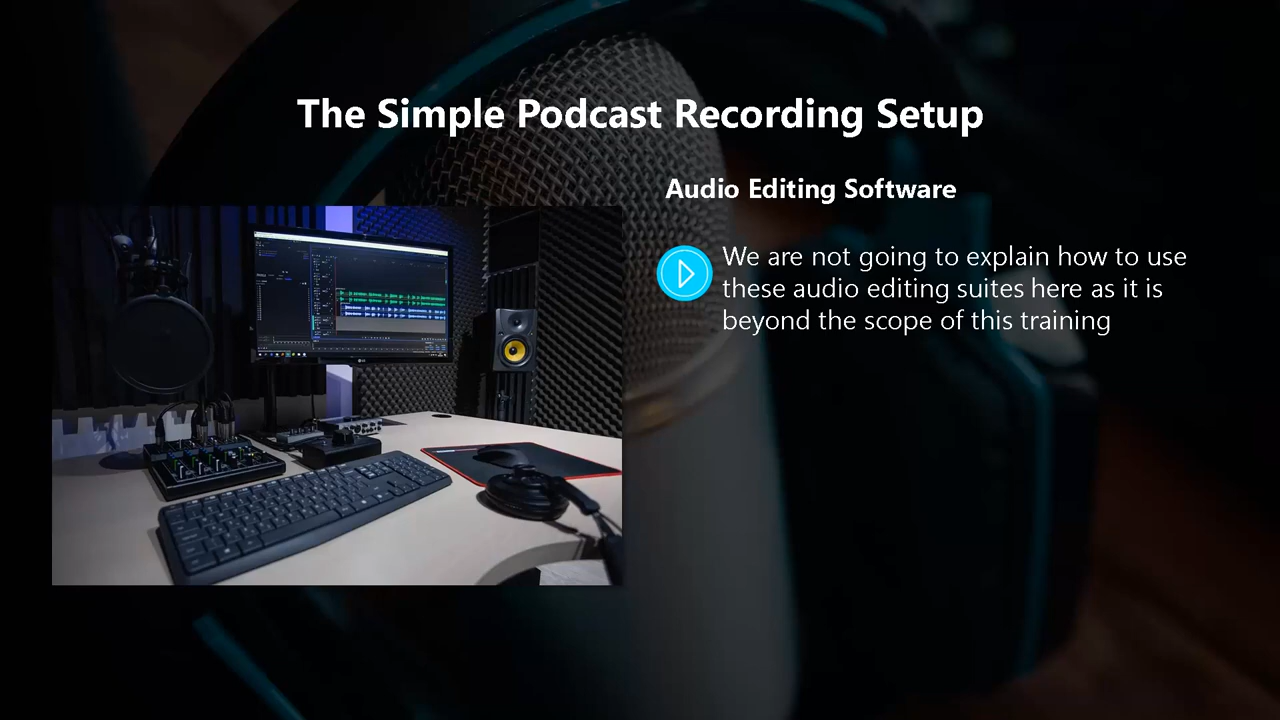 The Simple Podcast Recording Setup
Audio Editing Software
We are not going to explain how to use
these audio editing suites here as it is
beyond the scope of this training